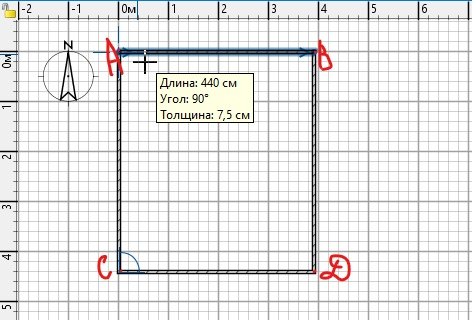 -2 -1 0м 1 2 3 4 5 6
N
A B
0м
Длина: 440 см
Угол: 90°
Толщина: 7,5 см
1
2
3
4
C D
5